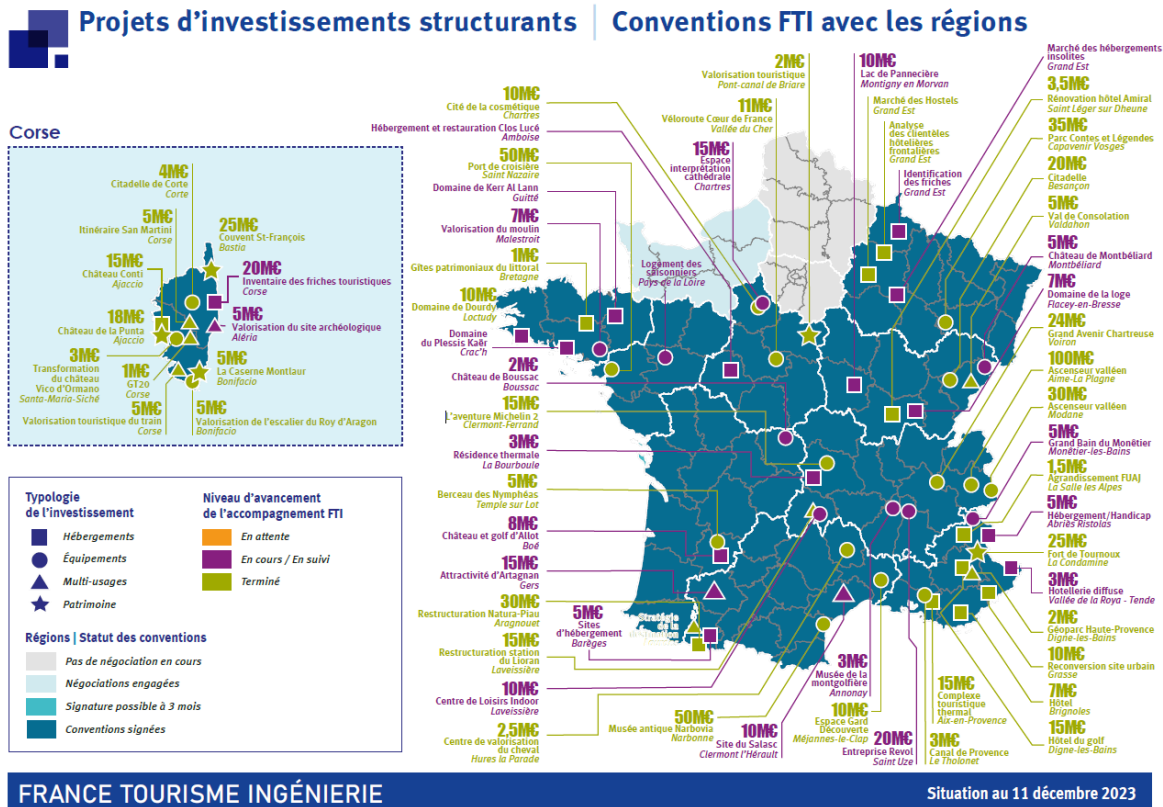 Projets d'investissements structurants | Conventions FTI avec les régions
Corse
4M€
Citadelle de Corte
Corte
5M€
Itinéraire San Martini
Corse
25M€
Couvent St-François
Bastia
15M€
Château Conti
Ajaccio
20M€
Inventaire des friches touristiques
Corse
18M€
Château de la Punta
Ajaccio
5M€
Valorisation du site archéologique
Aléria
3M€
Transformation
du château
Vico d'Ormano
Santa-Maria-Siché
1M€
GT20
Corse
5M€
La Caserne Montlaur
Bonifacio
5M€
Valorisation touristique du train
Corse
5M€
Valorisation de l'escalier du Roy d'Aragon
Bonifacio
Typologie
de l'investissement
Hébergements
Équipements
Multi-usages
Patrimoine
Niveau d'avancement
de l'accompagnement FTI
En attente
En cours / En suivi
Terminé
Régions | Statut des conventions
Pas de négociation en cours
Négociations engagées
Signature possible à 3 mois
Conventions signées
10M€
Cité de la cosmétique
Chartres
Hébergement et restauration Clos Lucé
Amboise
50M€
Port de croisière
Saint Nazaire
Domaine de Kerr Al Lann
Guitté
7M€
Valorisation du moulin
Malestroit
1M€
Gîtes patrimoniaux du littoral
Bretagne
10M€
Domaine de Dourdy
Loctudy
Domaine
du Plessis Kaër
Crac'h
2M€
Château de Boussac
Boussac
15M€
L'aventure Michelin 2
Clermont-Ferrand
3M€
Résidence thermale
La Bourboule
5M€
Berceau des Nymphéas
Temple sur Lot
8M€
Château et golf d'Allot
Boé
15M€
Attractivité d'Artagnan
Gers
30M€
Restructuration Natura-Piau
Aragnouet
5M€
Sites
d'hébergement
Barèges
15M€
Restructuration station
du Lioran
Laveissière
10M€
Centre de Loisirs Indoor
Laveissière
2,5M€
Centre de valorisation
du cheval
Hures la Parade
2M€
Valorisation touristique
Pont-canal de Briare
11M€
Véloroute Cœur de France
Vallée du Cher
15M€
Espace
interprétation
cathédrale
Chartres
Logement des
saisonniers
Pays de la Loire
10M€
Lac de Pannecière
Montigny en Morvan
Marché des Hostels
Grand Est
Analyse
des clientèles
hôtelières
frontalières
Grand Est
Identification
des friches
Grand Est
Marché des hébergements
insolites
Grand Est
3,5M€
Rénovation hôtel Amiral
Saint Léger sur Dheune
35M€
Parc Contes et Légendes
Capavenir Vosges
20M€
Citadelle
Besançon
5M€
Val de Consolation
Valdahon
5M€
Château de Montbéliard
Montbéliard
7M€
Domaine de la loge
Flacey-en-Bresse
24M€
Grand Avenir Chartreuse
Voiron
100M€
Ascenseur valléen
Aime-La Plagne
30M€
Ascenseur valléen
Modane
5M€
Grand Bain du Monêtier
Monêtier-les-Bains
1,5M€
Agrandissement FUAJ
La Salle les Alpes
5M€
Hébergement/Handicap
Abriès Ristolas
25M€
Fort de Tournoux
La Condamine
3M€
Hotellerie diffuse
Vallée de la Roya - Tende
2M€
Géoparc Haute-Provence
Digne-les-Bains
10M€
Reconversion site urbain
Grasse
7M€
Hôtel
Brignoles
15M€
Hôtel du golf
Digne-les-Bains
Stratégie
de la
50M€
Musée antique Narbovia
Narbonne
10M€
Site du Salasc
Clermont l'Hérault
3M€
Musée de la
montgolfière
Annonay
10M€
Espace Gard
Découverte
Méjannes-le-Clap
20M€
Entreprise Revol
Saint Uze
15M€
Complexe
touristique
thermal
Aix-en-Provence
3M€
Canal de Provence
Le Tholonet
FRANCE TOURISME INGÉNIERIE
Situation au 11 décembre 2023